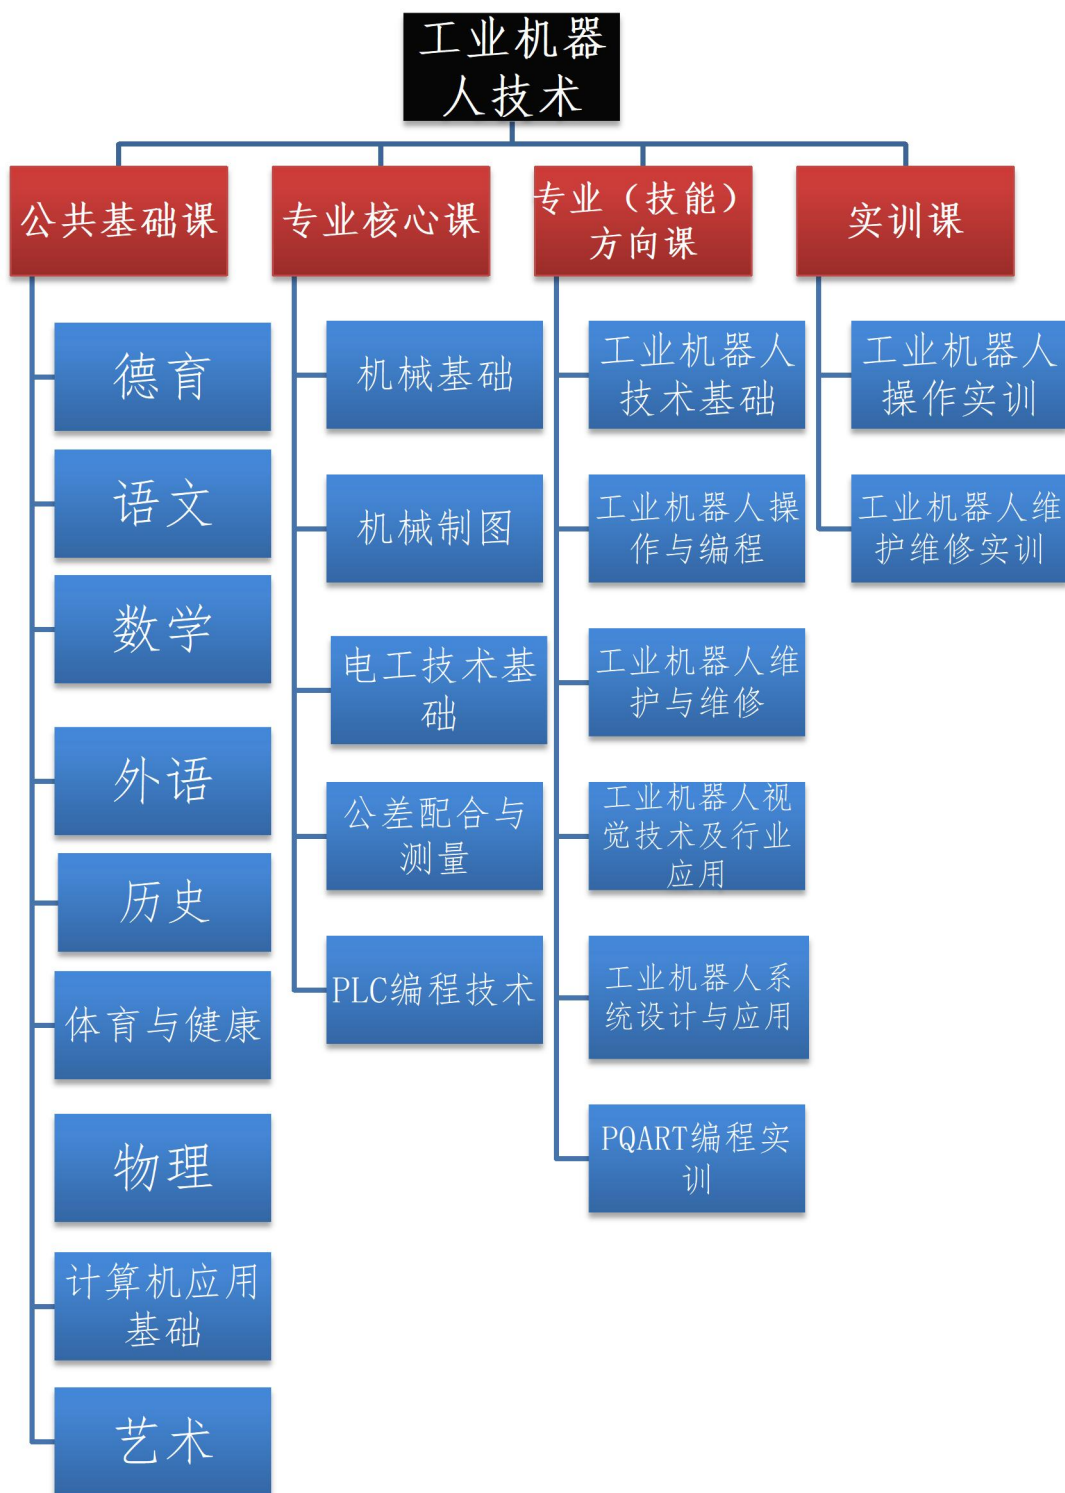 工业机器
人技术
公共基础课
专业核心课
专业（技能）
方向课
实训课
德育
语文
数学
外语
历史
体育与健康
物理
计算机应用
基础
艺术
机械基础
机械制图
电工技术基
础
公差配合与
测量
PLC编程技术
工业机器人
技术基础
工业机器人操
作与编程
工业机器人维
护与维修
工业机器人视
觉技术及行业
应用
工业机器人系
统设计与应用
PQART编程实
训
工业机器人
操作实训
工业机器人维
护维修实训